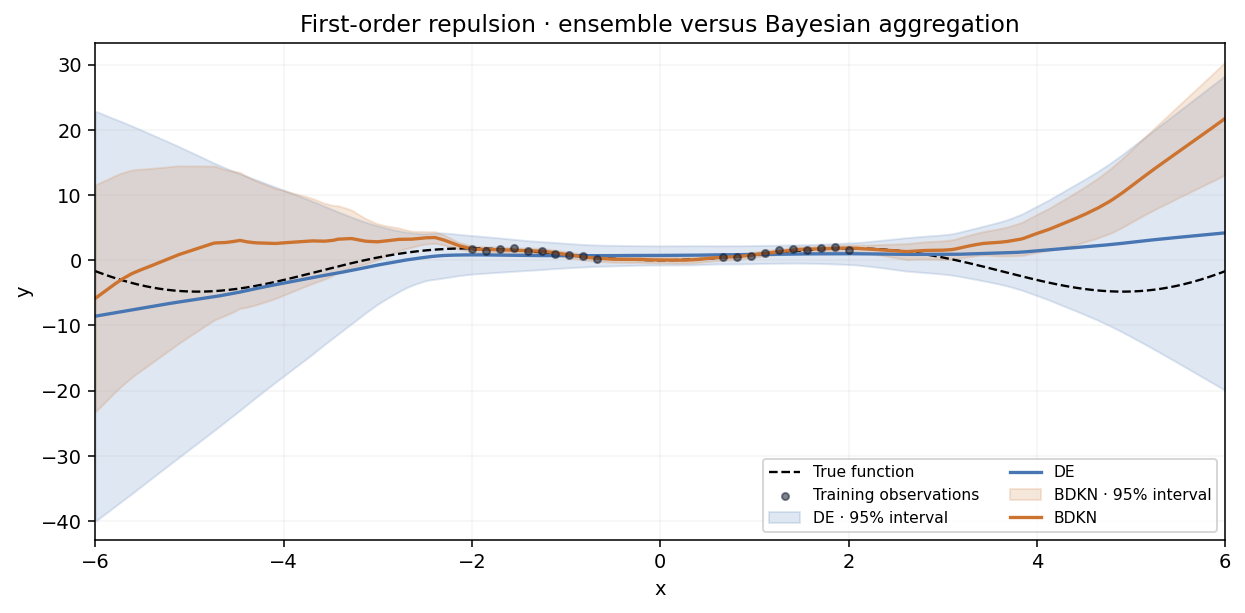 First-order repulsion · ensemble versus Bayesian aggregation
y
30
20
10
0
−10
−20
−30
−40
−6
−4
−2
0
2
4
6
x
True function
Training observations
DE · 95% interval
DE
BDKN · 95% interval
BDKN